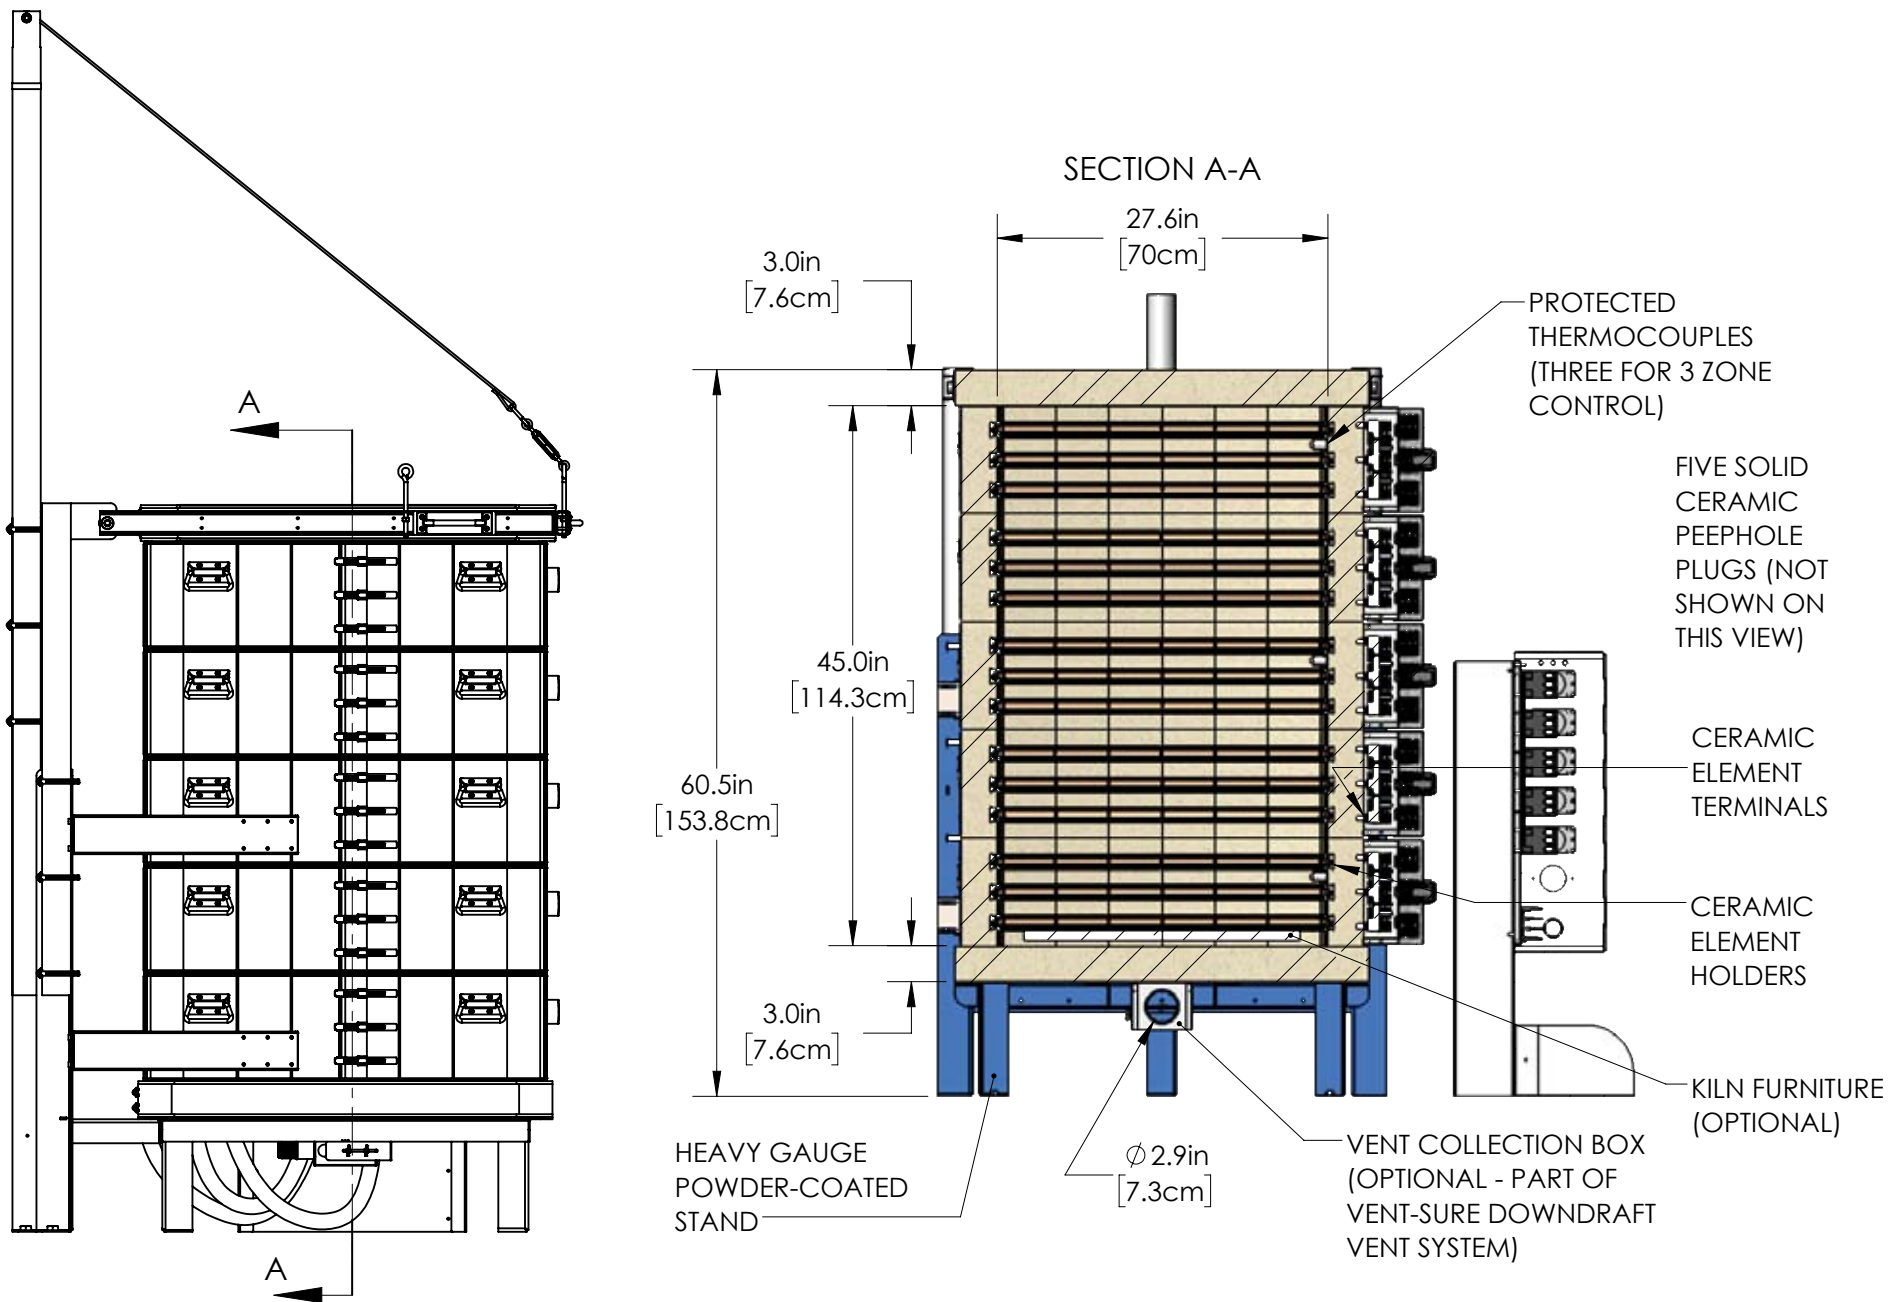 A
A
SECTION A-A
27.6in
[70cm]
3.0in
[7.6cm]
PROTECTED
THERMOCOUPLES
(THREE FOR 3 ZONE
CONTROL)
FIVE SOLID
CERAMIC
PEEPHOLE
PLUGS (NOT
SHOWN ON
THIS VIEW)
45.0in
[114.3cm]
60.5in
[153.8cm]
CERAMIC
ELEMENT
TERMINALS
CERAMIC
ELEMENT
HOLDERS
3.0in
[7.6cm]
KILN FURNITURE
(OPTIONAL)
HEAVY GAUGE
POWDER-COATED
STAND
∅2.9in
[7.3cm]
VENT COLLECTION BOX
(OPTIONAL - PART OF
VENT-SURE DOWNDRAFT
VENT SYSTEM)